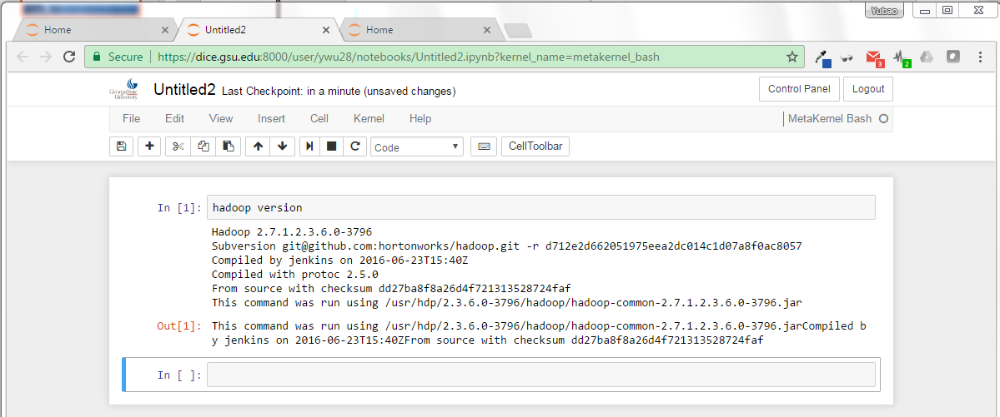 Yubao
Home
Untitled2
Home
Secure https://dice.gsu.edu:8000/user/ywu28/notebooks/Untitled2.ipynb?kernel_name=metakernel_bash
3
2
GeorgiaState
University
Untitled2 Last Checkpoint: in a minute (unsaved changes)
Control Panel Logout
File Edit View Insert Cell Kernel Help
MetaKernel Bash
Code
CellToolbar
In [1]: hadoop version
Hadoop 2.7.1.2.3.6.0-3796
Subversion git@github.com:hortonworks/hadoop.git -r d712e2d662051975eea2dc014c1d07a8f0ac8057
Compiled by jenkins on 2016-06-23T15:40Z
Compiled with protoc 2.5.0
From source with checksum dd27ba8f8a26d4f721313528724faf
This command was run using /usr/hdp/2.3.6.0-3796/hadoop/hadoop-common-2.7.1.2.3.6.0-3796.jar
Out[1]: This command was run using /usr/hdp/2.3.6.0-3796/hadoop/hadoop-common-2.7.1.2.3.6.0-3796.jarCompiled b
y jenkins on 2016-06-23T15:40ZFrom source with checksum dd27ba8f8a26d4f721313528724faf
In [ ]: